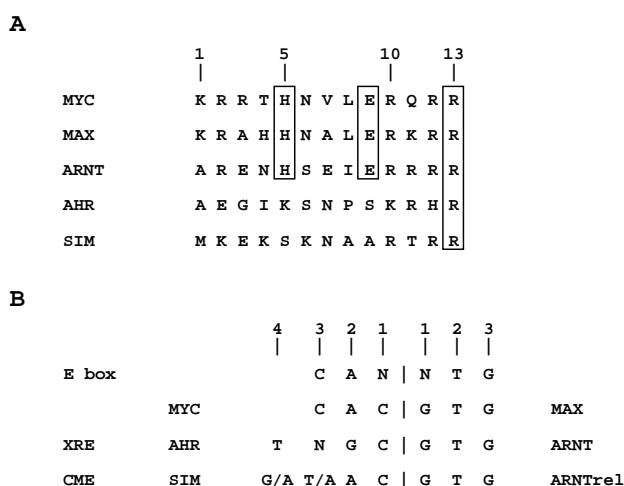 A
1 5 10 13
MYC K R R T H N V L E R Q R R
MAX K R A H H N A L E R K R R
ARNT A R E N H S E I E R R R R
AHR A E G I K S N P S K R H R
SIM M K E K S K N A A R T R R
B
4 3 2 1 1 2 3
E box C A N | N T G
MYC C A C | G T G MAX
XRE AHR T N G C | G T G ARNT
CME SIM G/A T/A A C | G T G ARNTrel